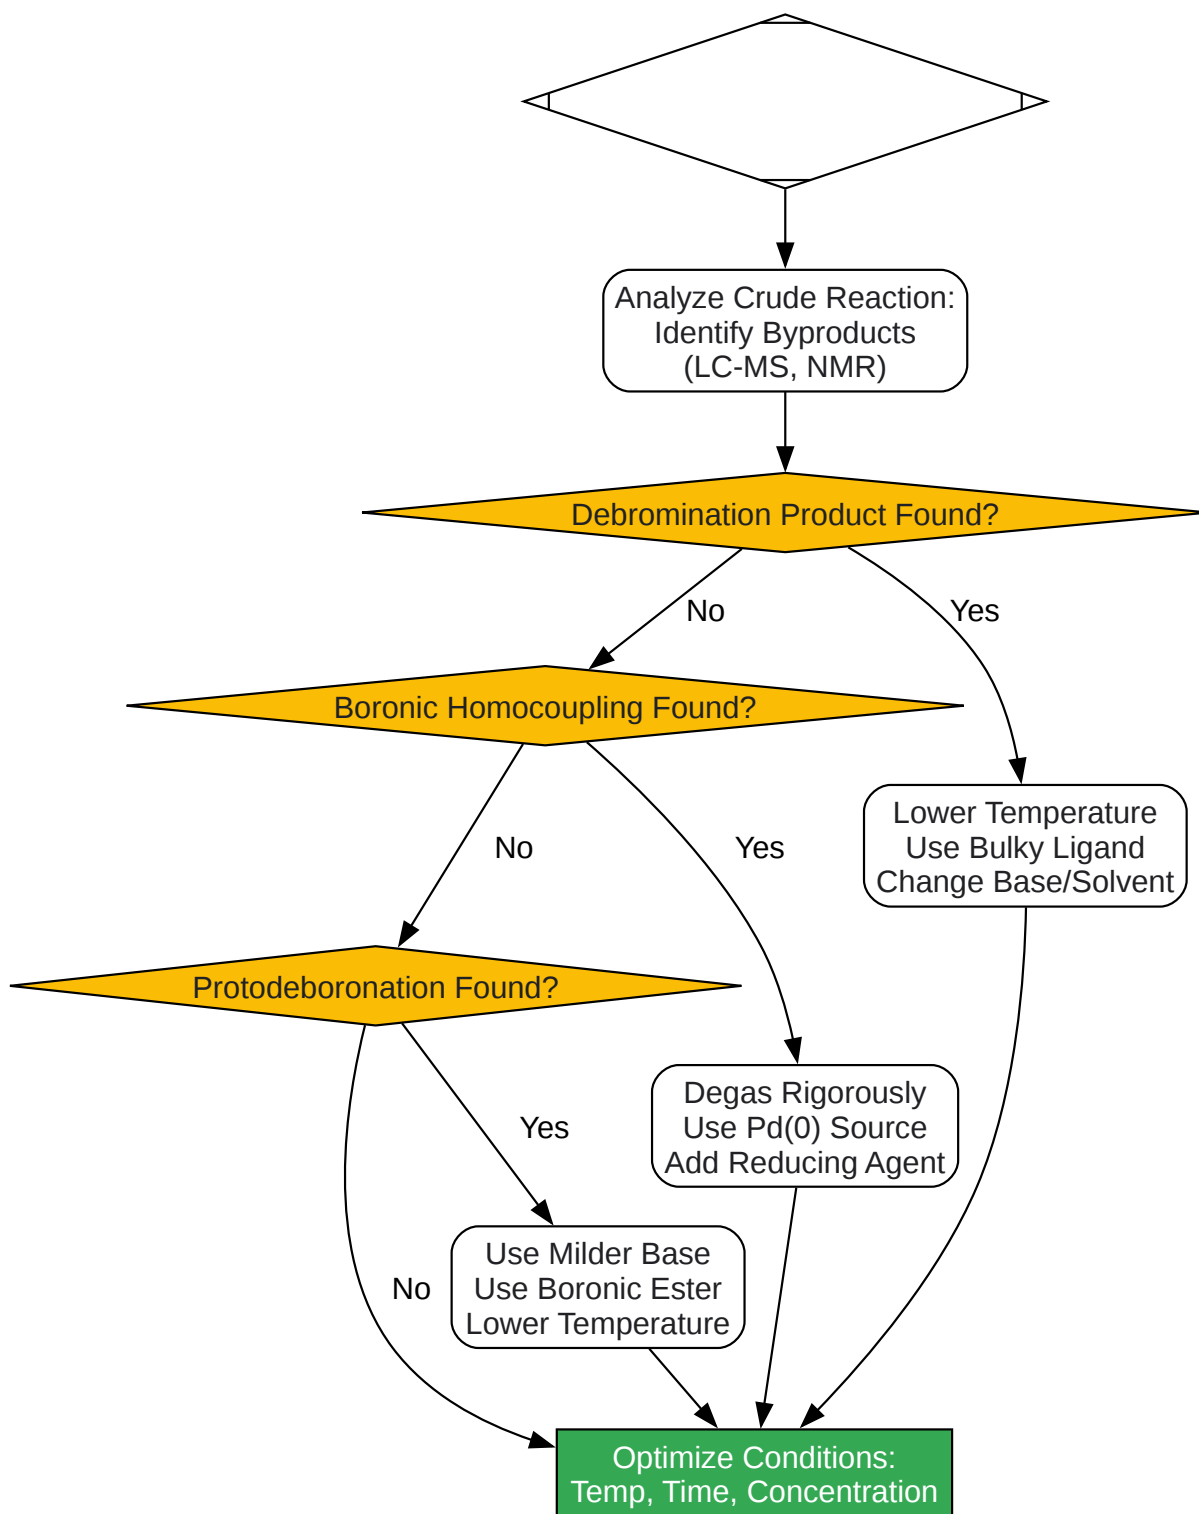 Analyze Crude Reaction:
Identify Byproducts
(LC-MS, NMR)
Debromination Product Found?
No
Yes
Boronic Homocoupling Found?
Lower Temperature
Use Bulky Ligand
Change Base/Solvent
No
Yes
Protodeboronation Found?
Degas Rigorously
Use Pd(0) Source
Add Reducing Agent
Yes
No
Use Milder Base
Use Boronic Ester
Lower Temperature
Optimize Conditions:
Temp, Time, Concentration